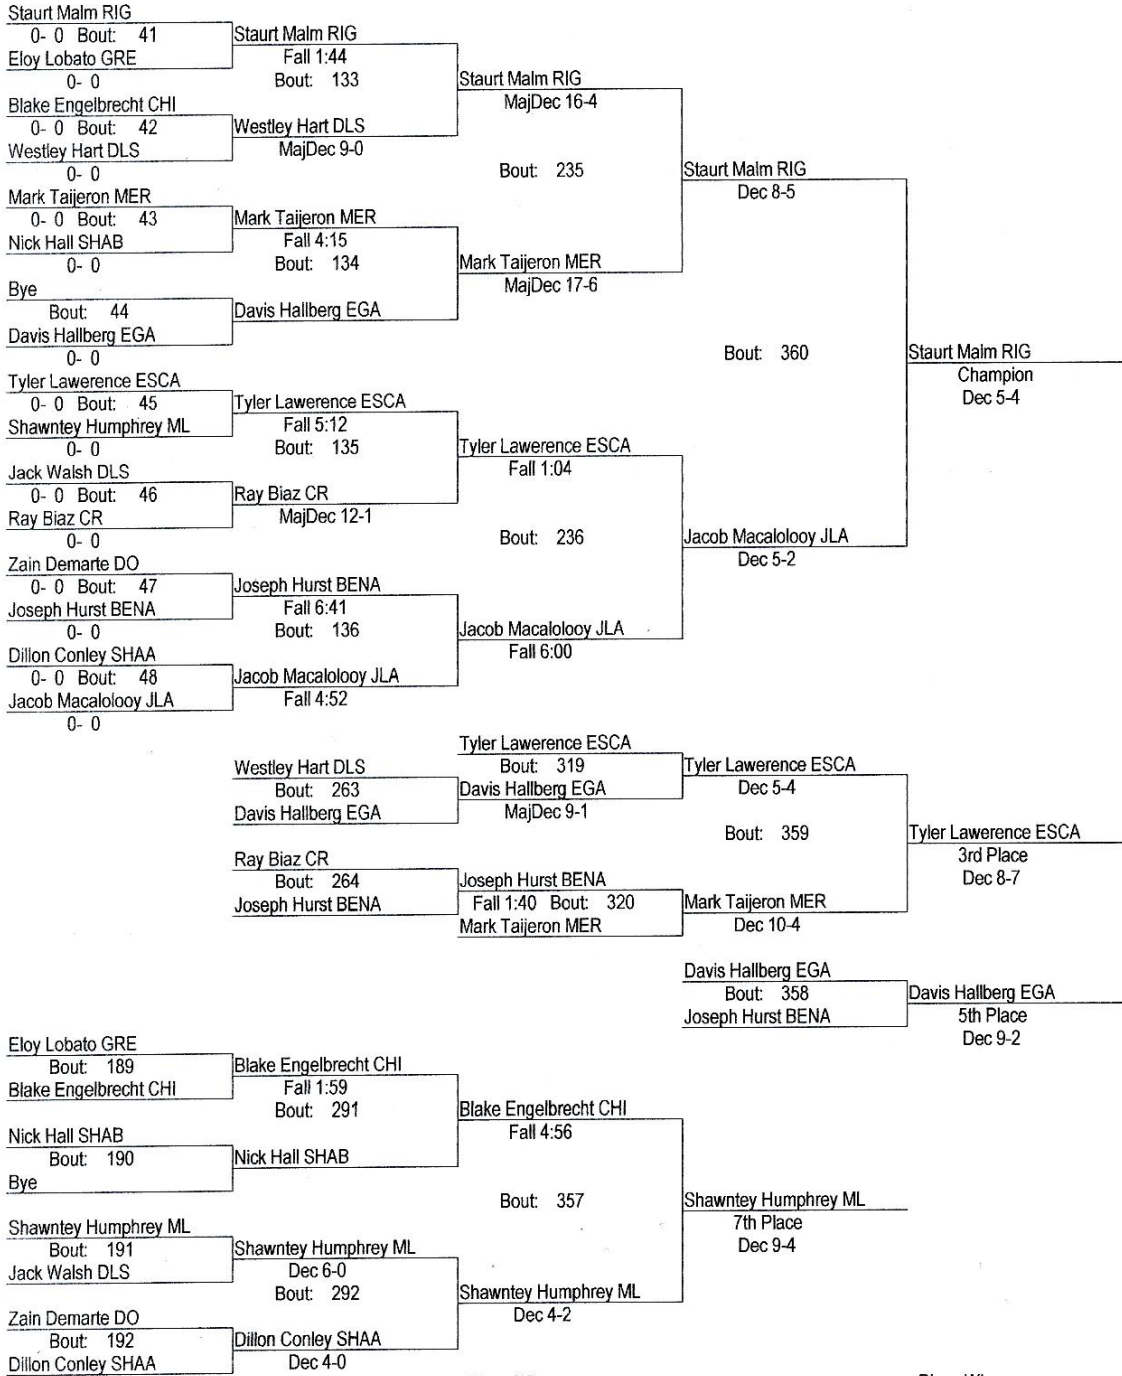 Staurt Malm RIG
0- 0 Bout: 41
Eloy Lobato GRE
0- 0
Blake Engelbrecht CHI
0- 0 Bout: 42
Westley Hart DLS
0- 0
Mark Taijeron MER
0- 0 Bout: 43
Nick Hall SHAB
0- 0
Bye
Bout: 44
Davis Hallberg EGA
0- 0
Tyler Lawerence ESCA
0- 0 Bout: 45
Shawntey Humphrey ML
0- 0
Jack Walsh DLS
0- 0 Bout: 46
Ray Biaz CR
0- 0
Zain Demarte DO
0- 0 Bout: 47
Joseph Hurst BENA
0- 0
Dillon Conley SHAA
0- 0 Bout: 48
Jacob Macalolooy JLA
0- 0
Staurt Malm RIG
Fall 1:44
Bout: 133
Westley Hart DLS
MajDec 9-0
Mark Taijeron MER
Fall 4:15
Bout: 134
Davis Hallberg EGA
Tyler Lawerence ESCA
Fall 5:12
Bout: 135
Ray Biaz CR
MajDec 12-1
Joseph Hurst BENA
Fall 6:41
Bout: 136
Jacob Macalolooy JLA
Fall 4:52
Staurt Malm RIG
MajDec 16-4
Bout: 235
Mark Taijeron MER
MajDec 17-6
Tyler Lawerence ESCA
Fall 1:04
Bout: 236
Jacob Macalolooy JLA
Fall 6:00
Staurt Malm RIG
Dec 8-5
Bout: 360
Jacob Macalolooy JLA
Dec 5-2
Staurt Malm RIG
Champion
Dec 5-4
Westley Hart DLS
Bout: 263
Davis Hallberg EGA
Ray Biaz CR
Bout: 264
Joseph Hurst BENA
Tyler Lawerence ESCA
Bout: 319
Davis Hallberg EGA
MajDec 9-1
Joseph Hurst BENA
Fall 1:40 Bout: 320
Mark Taijeron MER
Tyler Lawerence ESCA
Dec 5-4
Bout: 359
Mark Taijeron MER
Dec 10-4
Tyler Lawerence ESCA
3rd Place
Dec 8-7
Davis Hallberg EGA
Bout: 358
Joseph Hurst BENA
Davis Hallberg EGA
5th Place
Dec 9-2
Eloy Lobato GRE
Bout: 189
Blake Engelbrecht CHI
Nick Hall SHAB
Bout: 190
Bye
Shawntey Humphrey ML
Bout: 191
Jack Walsh DLS
Zain Demarte DO
Bout: 192
Dillon Conley SHAA
Blake Engelbrecht CHI
Fall 1:59
Bout: 291
Nick Hall SHAB
Shawntey Humphrey ML
Dec 6-0
Bout: 292
Dillon Conley SHAA
Dec 4-0
Blake Engelbrecht CHI
Fall 4:56
Bout: 357
Shawntey Humphrey ML
Dec 4-2
Shawntey Humphrey ML
7th Place
Dec 9-4